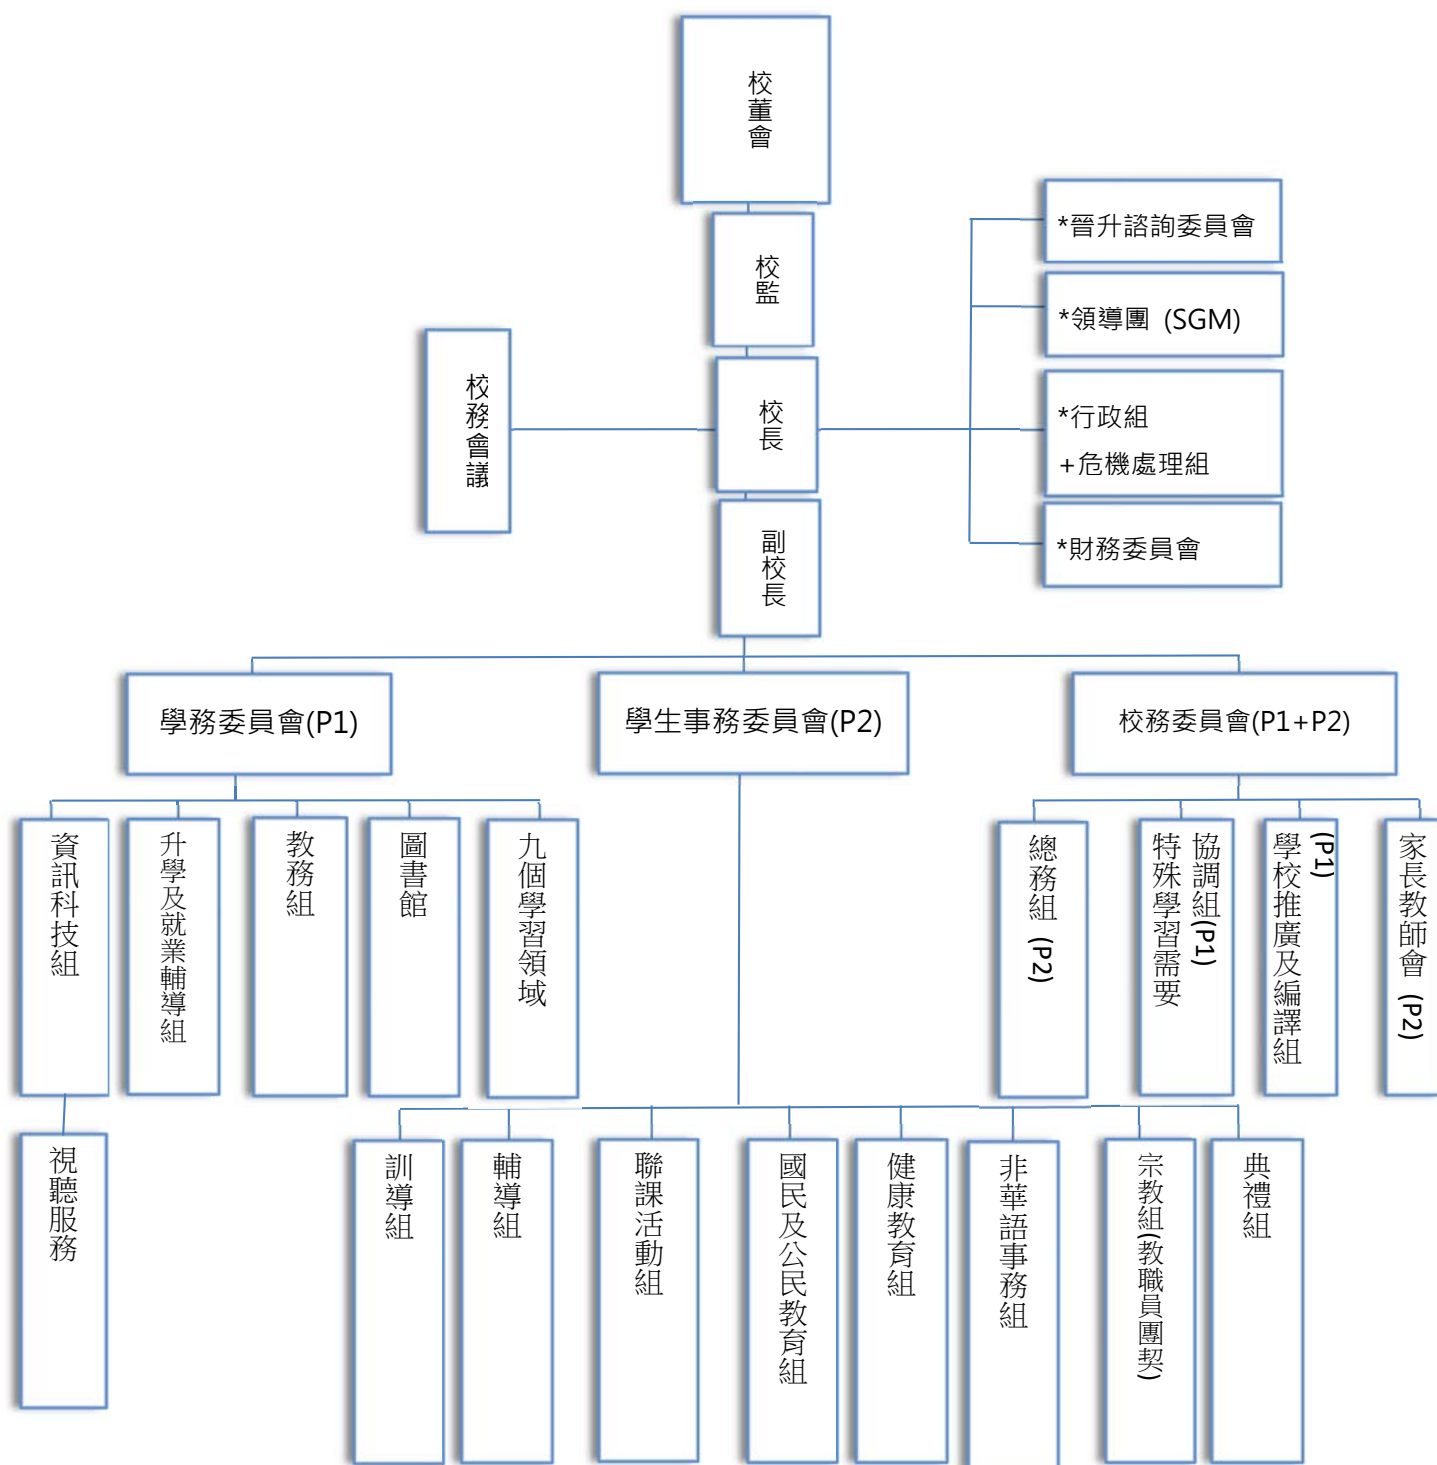 校董會
校監
*晉升諮詢委員會
*領導團 (SGM)
校務會議
校長
*行政組
+危機處理組
副校長
*財務委員會
學務委員會(P1)
學生事務委員會(P2)
校務委員會(P1+P2)
資訊科技組
升學及就業輔導組
教務組
圖書館
九個學習領域
總務組 (P2)
特殊學習需要
協調組(P1)
學校推廣及編譯組
(P1)
家長教師會 (P2)
視聽服務
訓導組
輔導組
聯課活動組
國民及公民教育組
健康教育組
非華語事務組
宗教組(教職員團契)
典禮組